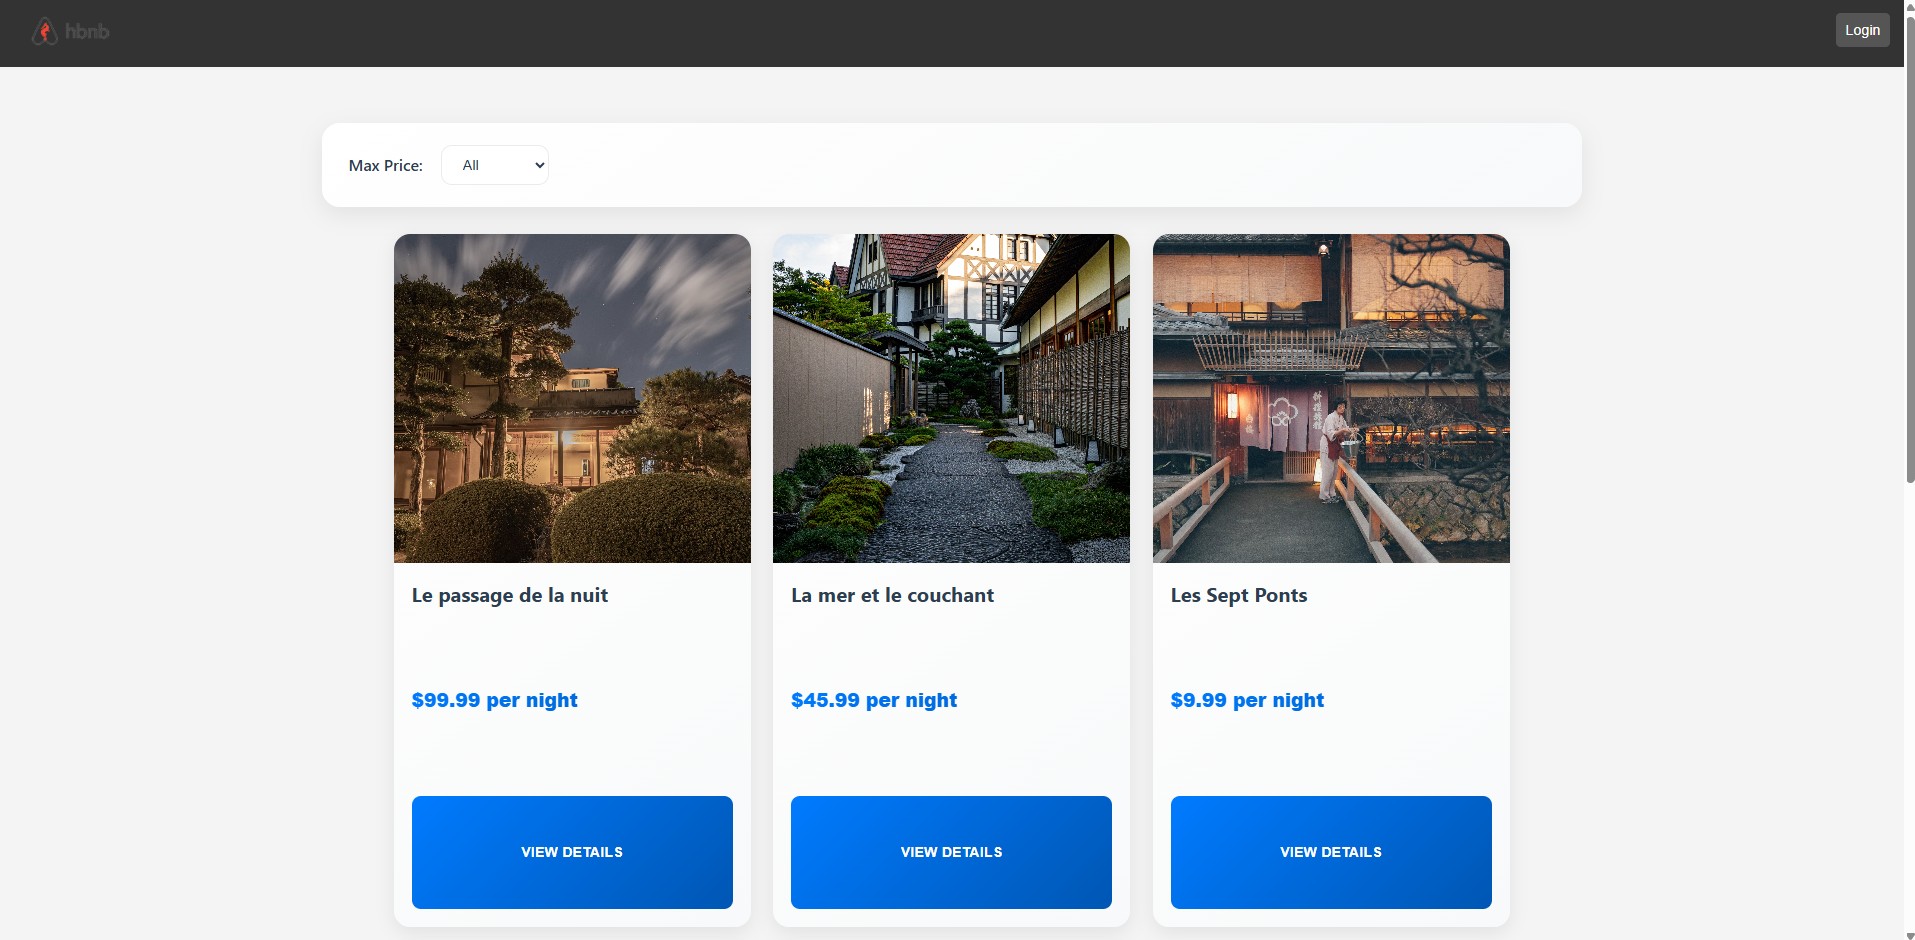 hbnb
Login
Max Price:
All
Le passage de la nuit
La mer et le couchant
Les Sept Ponts
$99.99 per night
$45.99 per night
$9.99 per night
VIEW DETAILS
VIEW DETAILS
VIEW DETAILS